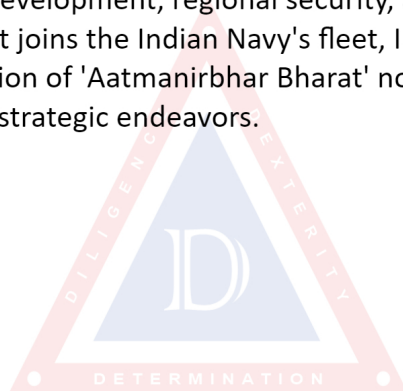 evelopment, regional security,
t joins the Indian Navy's fleet, I
ion of 'Aatmanirbhar Bharat' no
strategic endeavors.
DILIGENCE
DEXTERITY
D
DETERMINATION